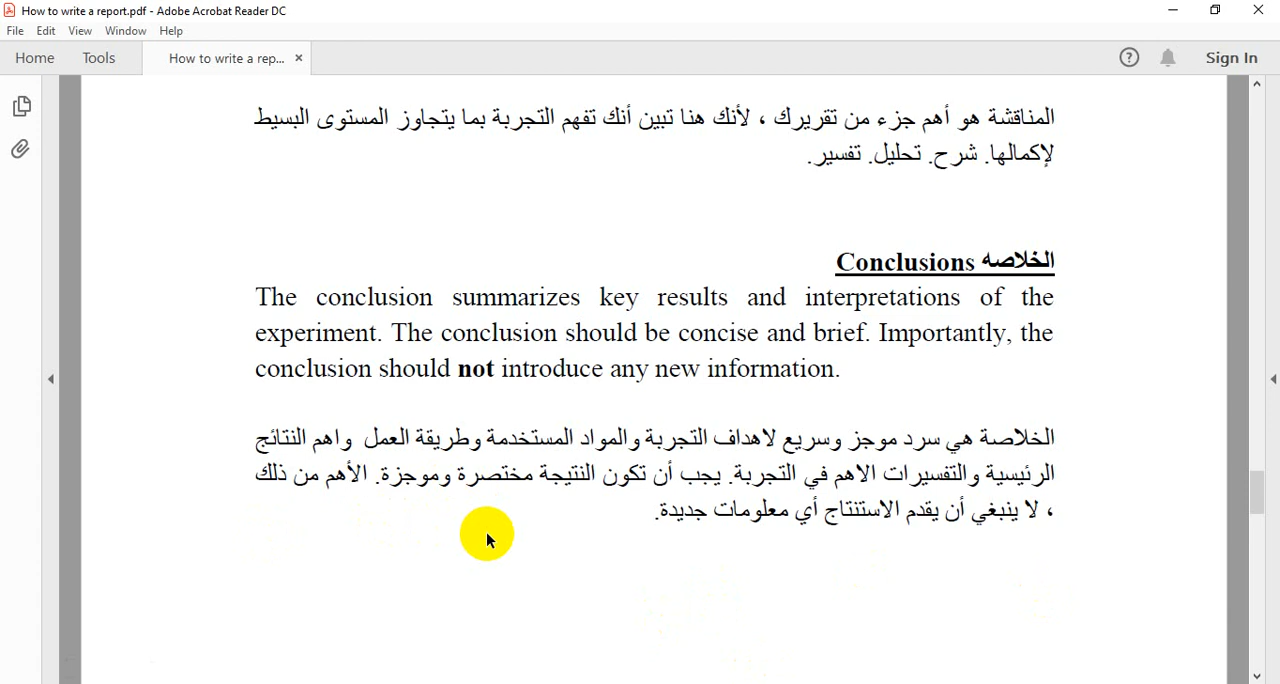 How to write a report.pdf - Adobe Acrobat Reader DC
File Edit View Window Help
Home Tools How to write a rep... × ? Sign In
المناقشة هو أهم جزء من تقريرك ، لأنك هنا تبين أنك تفهم التجربة بما يتجاوز المستوى البسيط
لإكمالها. شرح. تحليل. تفسير.
الخلاصه Conclusions
The conclusion summarizes key results and interpretations of the
experiment. The conclusion should be concise and brief. Importantly, the
conclusion should not introduce any new information.
الخلاصة هي سرد موجز وسريع لاهداف التجربة والمواد المستخدمة وطريقة العمل واهم النتائج
الرئيسية والتفسيرات الاهم في التجربة. يجب أن تكون النتيجة مختصرة وموجزة. الأهم من ذلك
، لا ينبغي أن يقدم الاستنتاج أي معلومات جديدة.